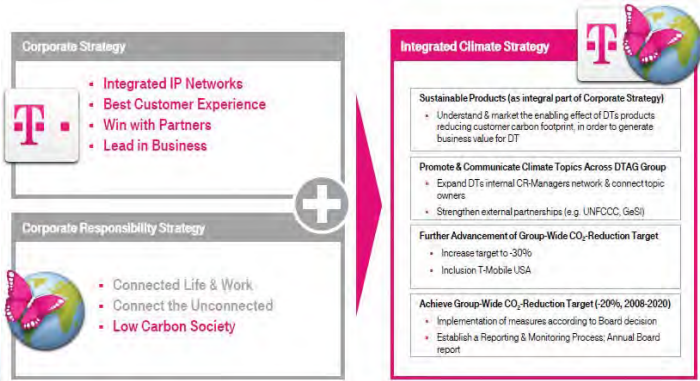 Corporate Strategy
T
Integrated IP Networks
Best Customer Experience
Win with Partners
Lead in Business
Corporate Responsibility Strategy
Connected Life & Work
Connect the Unconnected
Low Carbon Society
Integrated Climate Strategy
T
Sustainable Products (as integral part of Corporate Strategy)
Understand & market the enabling effect of DTs products
reducing customer carbon footprint, in order to generate
business value for DT
Promote & Communicate Climate Topics Across DTAG Group
Expand DTs internal CR-Managers network & connect topic
owners
Strengthen external partnerships (e.g. UNFCCC, GeSI)
Further Advancement of Group-Wide CO₂-Reduction Target
Increase target to -30%
Inclusion T-Mobile USA
Achieve Group-Wide CO₂-Reduction Target (-20%, 2008-2020)
Implementation of measures according to Board decision
Establish a Reporting & Monitoring Process; Annual Board
report